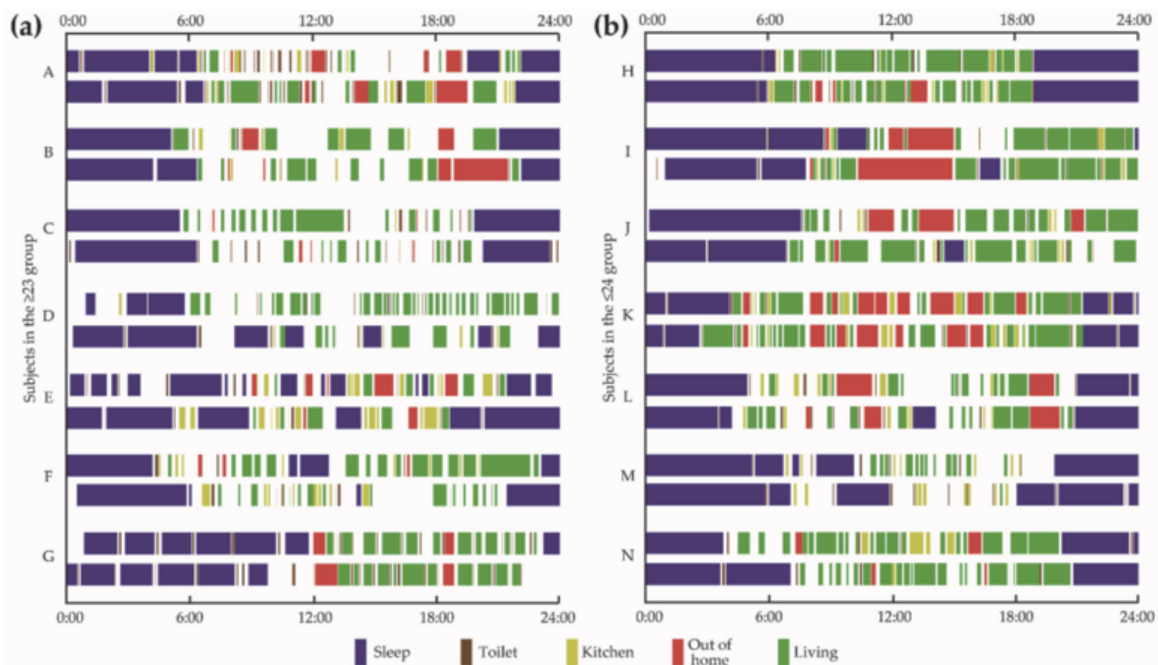 (a) 0:00 6:00 12:00 18:00 24:00
(b) 0:00 6:00 12:00 18:00 24:00
Subjects in the ≥23 group
A
B
C
D
E
F
G
Subjects in the ≤24 group
H
I
J
K
L
M
N
0:00 6:00 12:00 18:00 24:00
0:00 6:00 12:00 18:00 24:00
Sleep Toilet Kitchen Out of home Living